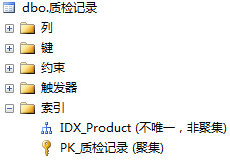 dbo.质检记录
列
键
约束
触发器
索引
IDX_Product (不唯一，非聚集)
PK_质检记录 (聚集)